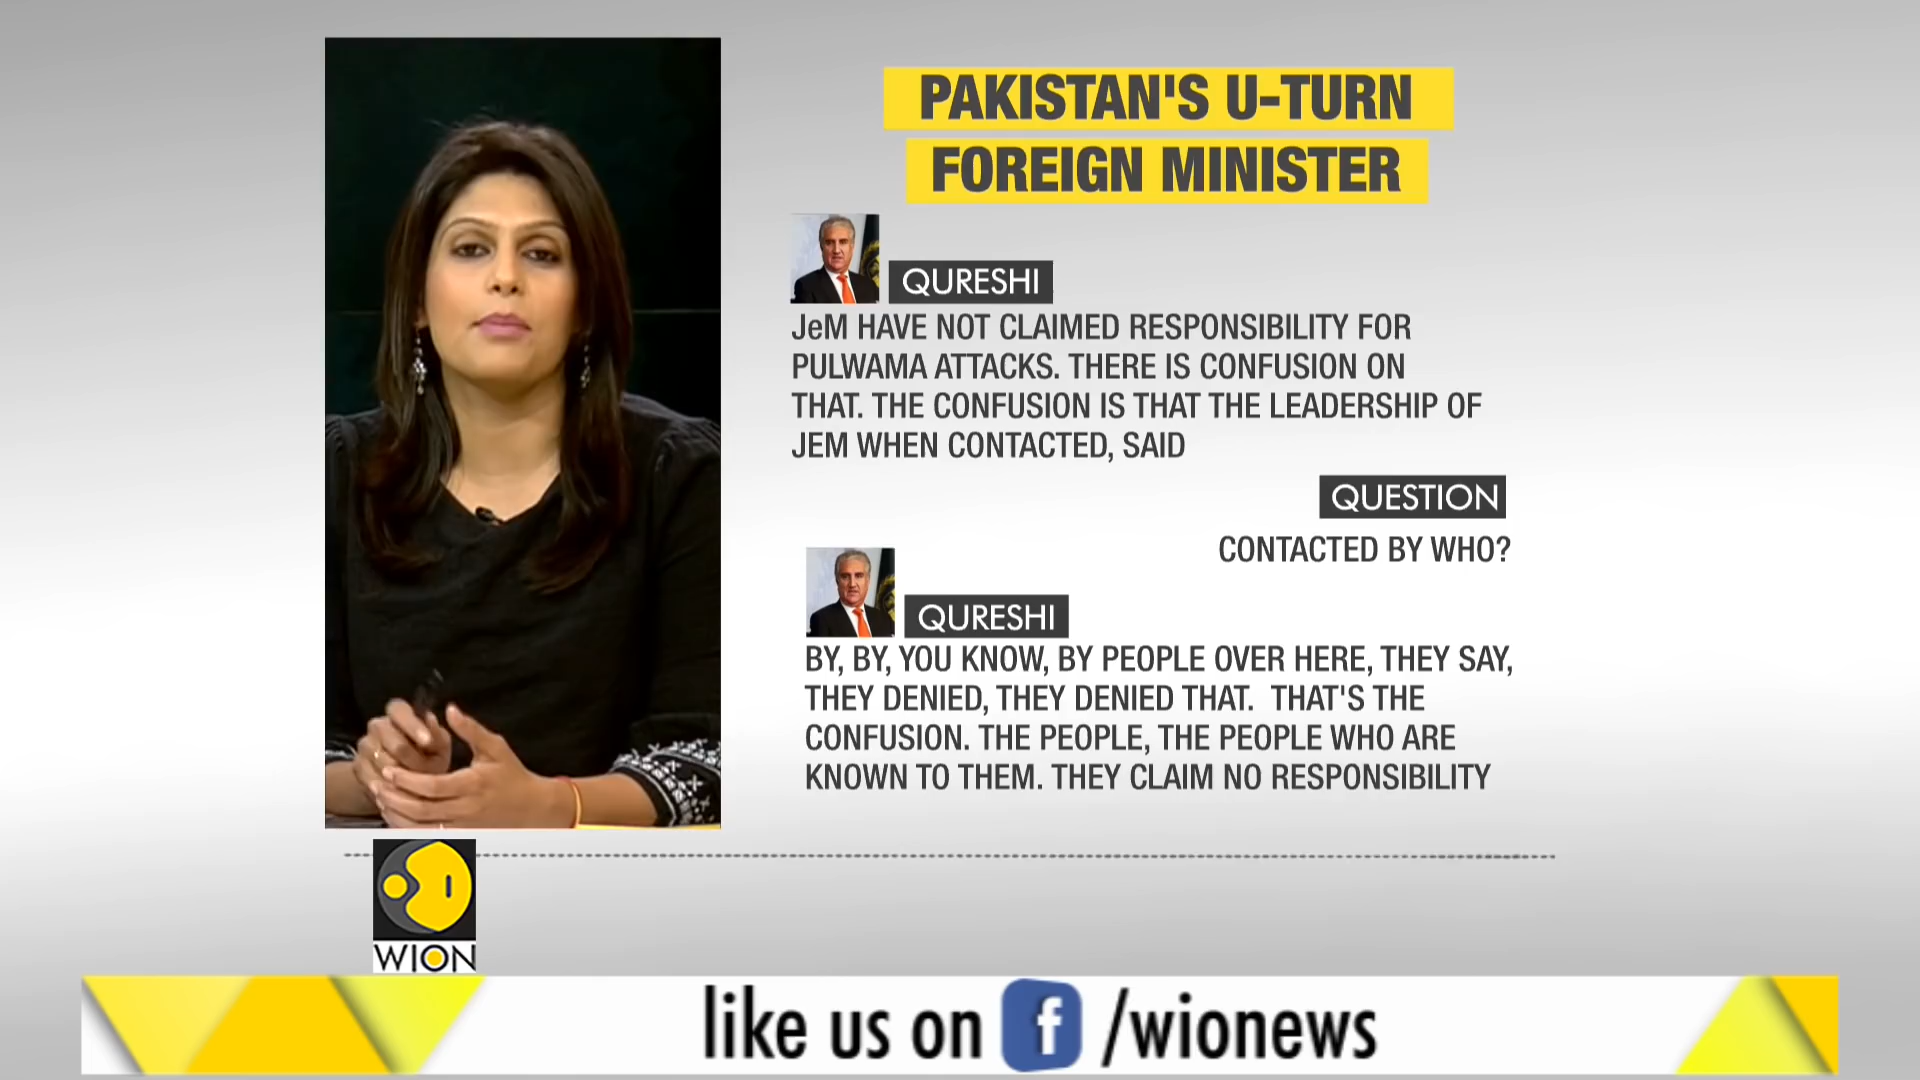 PAKISTAN'S U-TURN
FOREIGN MINISTER
QURESHI
JeM HAVE NOT CLAIMED RESPONSIBILITY FOR
PULWAMA ATTACKS. THERE IS CONFUSION ON
THAT. THE CONFUSION IS THAT THE LEADERSHIP OF
JEM WHEN CONTACTED, SAID
QUESTION
CONTACTED BY WHO?
QURESHI
BY, BY, YOU KNOW, BY PEOPLE OVER HERE, THEY SAY,
THEY DENIED, THEY DENIED THAT. THAT'S THE
CONFUSION. THE PEOPLE, THE PEOPLE WHO ARE
KNOWN TO THEM. THEY CLAIM NO RESPONSIBILITY
WION
like us on f /wionews